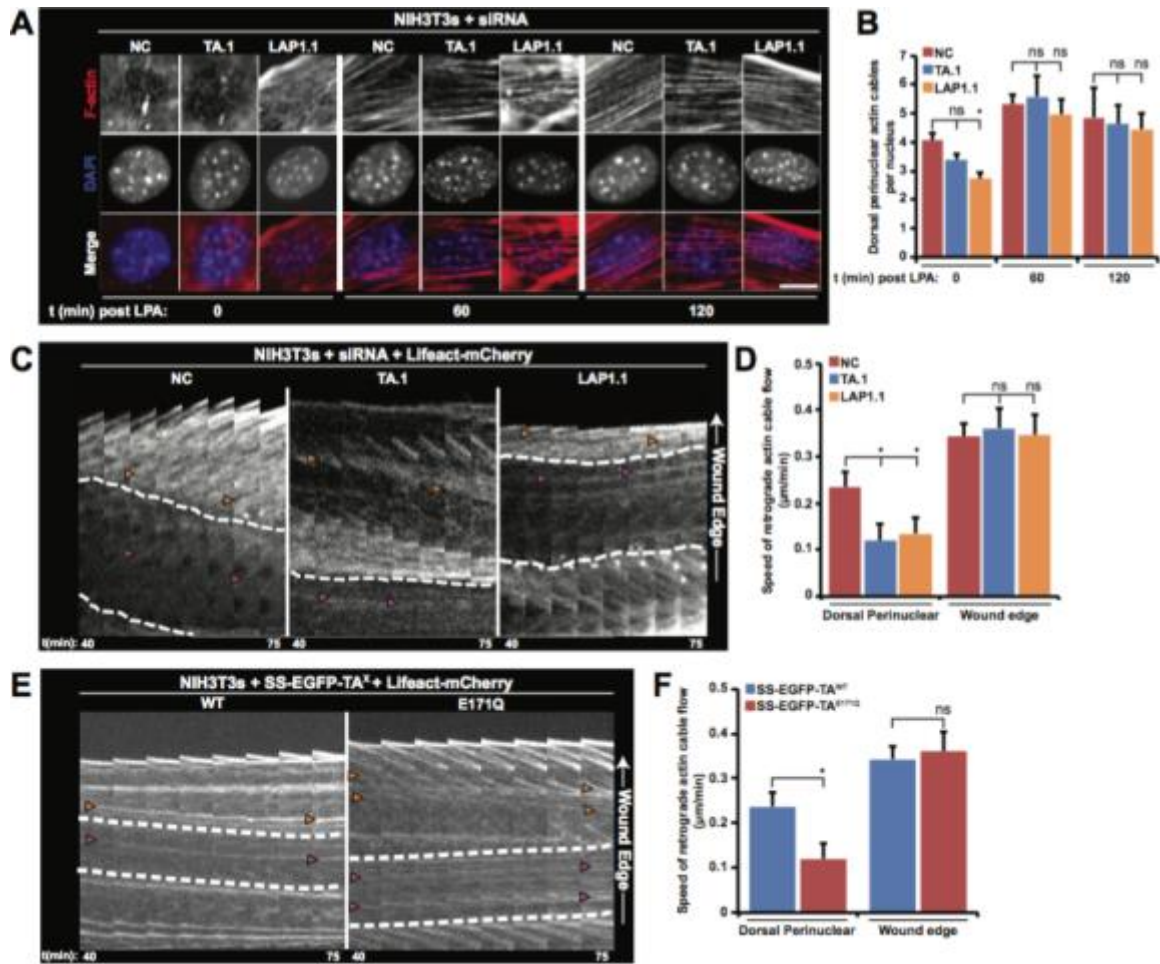 A
NIH3T3s + siRNA
NC TA.1 LAP1.1 NC TA.1 LAP1.1 NC TA.1 LAP1.1
F-actin
DAPI
Merge
t (min) post LPA: 0 60 120
B
NC
TA.1
LAP1.1
ns ns ns ns
ns *
Dorsal perinuclear actin cables
per nucleus
7
6
5
4
3
2
1
0
t (min) post LPA: 0 60 120
C
NIH3T3s + siRNA + Lifeact-mCherry
NC TA.1 LAP1.1
Wound Edge
t(min): 40 75 40 75 40 75
D
NC
TA.1
LAP1.1
ns ns
* *
Speed of retrograde actin cable flow
(µm/min)
0.5
0.4
0.3
0.2
0.1
0
Dorsal Perinuclear Wound edge
E
NIH3T3s + SS-EGFP-TAX + Lifeact-mCherry
WT E171Q
Wound Edge
t(min): 40 75 40 75
F
SS-EGFP-TAWT
SS-EGFP-TAE171Q
ns
*
Speed of retrograde actin cable flow
(µm/min)
0.5
0.4
0.3
0.2
0.1
0
Dorsal Perinuclear Wound edge